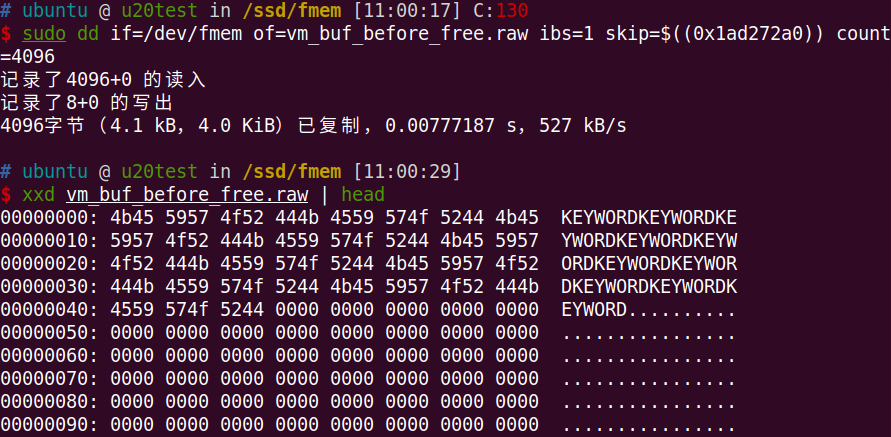 # ubuntu @ u20test in /ssd/fmem [11:00:17] C:130
$ sudo dd if=/dev/fmem of=vm_buf_before_free.raw ibs=1 skip=$((0x1ad272a0)) count
=4096
记录了4096+0 的读入
记录了8+0 的写出
4096字节 (4.1 kB, 4.0 KiB) 已复制, 0.00777187 s, 527 kB/s
# ubuntu @ u20test in /ssd/fmem [11:00:29]
$ xxd vm_buf_before_free.raw | head
00000000: 4b45 5957 4f52 444b 4559 574f 5244 4b45  KEYWORDKEYWORDKE
00000010: 5957 4f52 444b 4559 574f 5244 4b45 5957  YWORDKEYWORDKEYW
00000020: 4f52 444b 4559 574f 5244 4b45 5957 4f52  ORDKEYWORDKEYWOR
00000030: 444b 4559 574f 5244 4b45 5957 4f52 444b  DKEYWORDKEYWORDK
00000040: 4559 574f 5244 0000 0000 0000 0000 0000  EYWORD..........
00000050: 0000 0000 0000 0000 0000 0000 0000 0000  ................
00000060: 0000 0000 0000 0000 0000 0000 0000 0000  ................
00000070: 0000 0000 0000 0000 0000 0000 0000 0000  ................
00000080: 0000 0000 0000 0000 0000 0000 0000 0000  ................
00000090: 0000 0000 0000 0000 0000 0000 0000 0000  ................